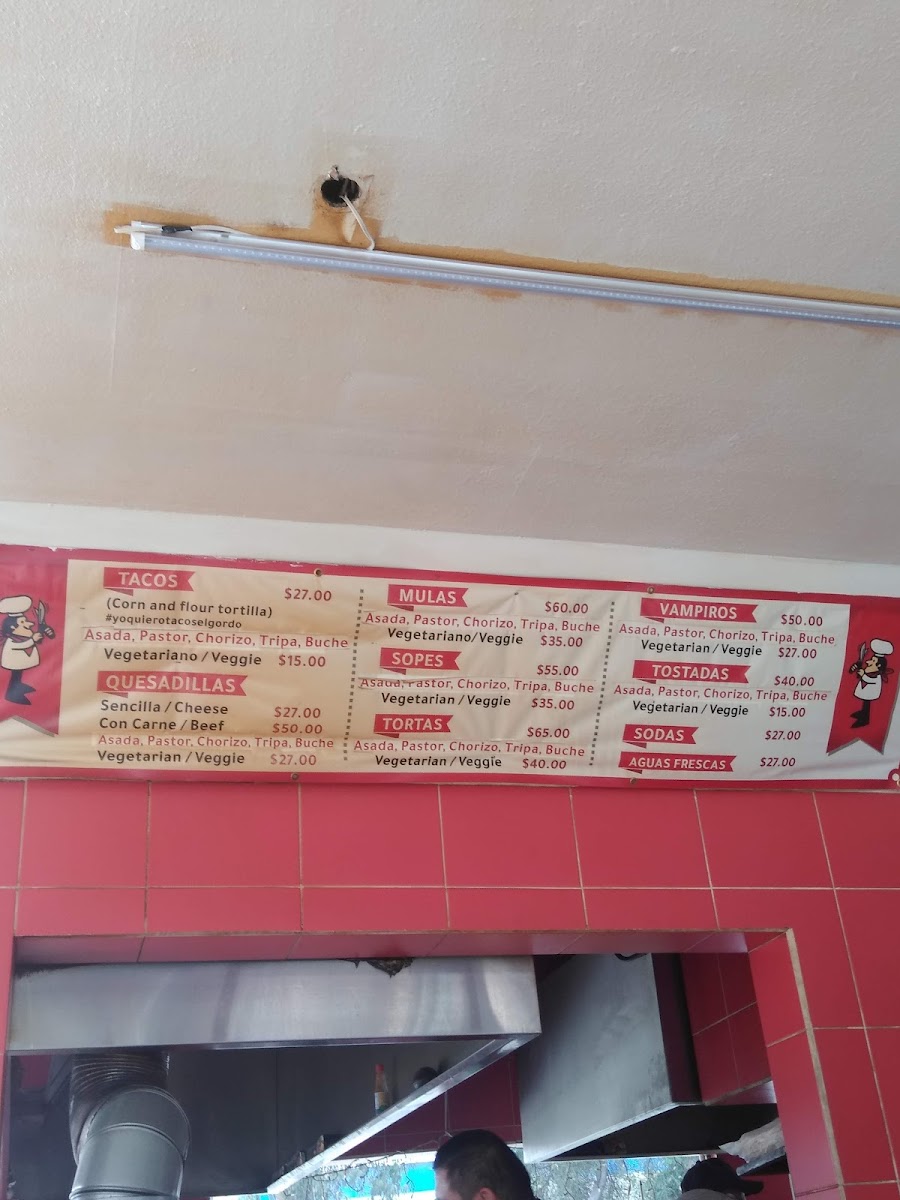 TACOS $27.00
(Corn and flour tortilla)
#yoquierotacoselgordo
Asada, Pastor, Chorizo, Tripa, Buche
Vegetariano / Veggie $15.00
QUESADILLAS
Sencilla / Cheese $27.00
Con Carne / Beef $50.00
Asada, Pastor, Chorizo, Tripa, Buche
Vegetarian / Veggie $27.00
MULAS $60.00
Asada, Pastor, Chorizo, Tripa, Buche
Vegetariano/Veggie $35.00
SOPES $55.00
Asada, Pastor, Chorizo, Tripa, Buche
Vegetarian / Veggie $35.00
TORTAS $65.00
Asada, Pastor, Chorizo, Tripa, Buche
Vegetarian / Veggie $40.00
VAMPIROS $50.00
Asada, Pastor, Chorizo, Tripa, Buche
Vegetarian / Veggie $27.00
TOSTADAS $40.00
Asada, Pastor, Chorizo, Tripa, Buche
Vegetarian / Veggie $15.00
SODAS $27.00
AGUAS FRESCAS $27.00